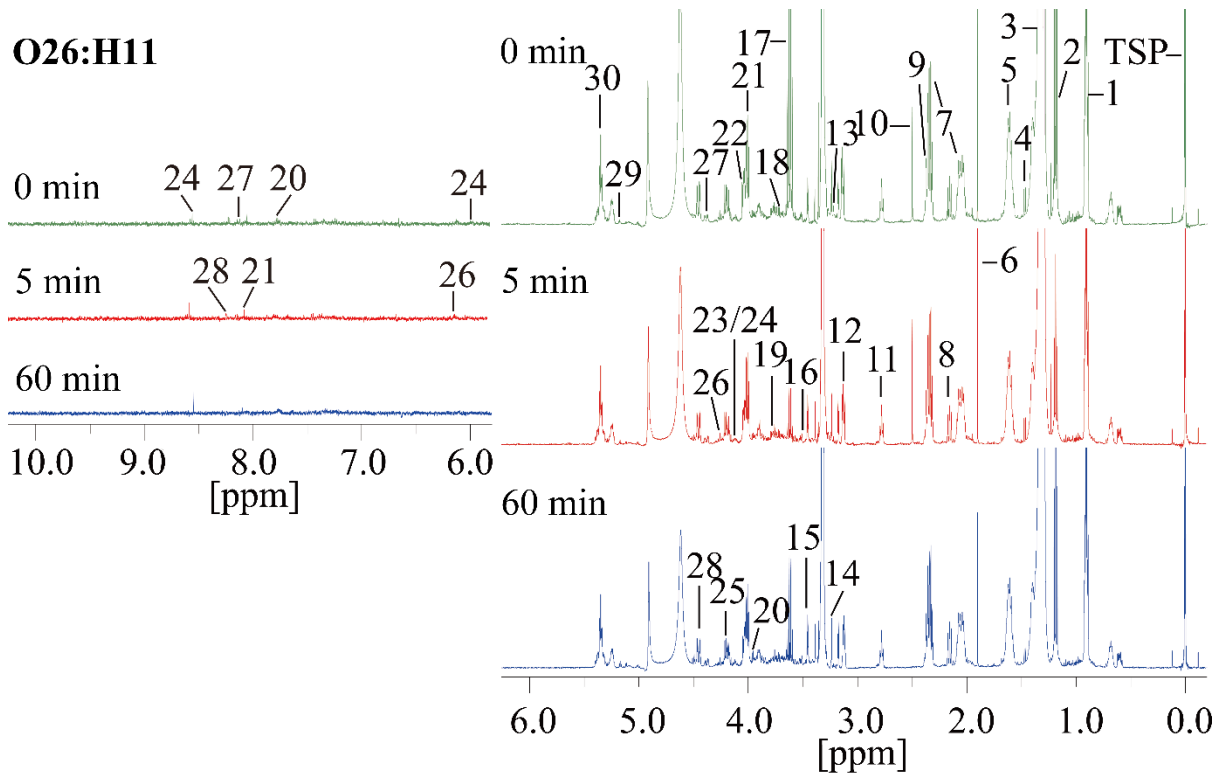 O26:H11
0 min
24 27 20 24
5 min
28 21 26
60 min
10.0 9.0 8.0 7.0 6.0
[ppm]
0 min
17 3 TSP
30 21 9 5 2 1
22 10 7 4
29 27 18 13
5 min
6
23/24 12
26 19 16 11 8
60 min
15
28 25 20 14
6.0 5.0 4.0 3.0 2.0 1.0 0.0
[ppm]